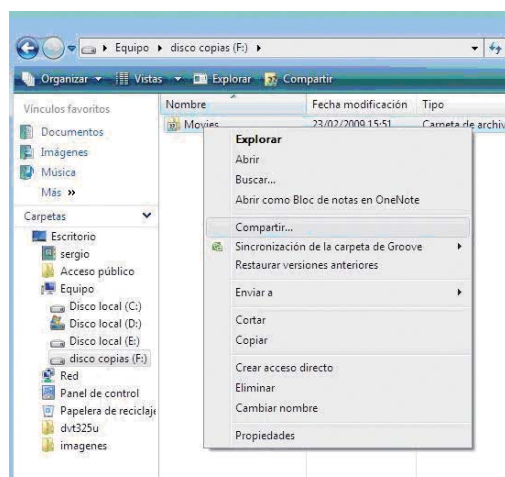 Equipo ▸ disco copias (F:) ▸
Organizar Vistas Explorar Compartir
Vínculos favoritos
Documentos
Imágenes
Música
Más »
Carpetas
Escritorio
sergio
Acceso público
Equipo
Disco local (C:)
Disco local (D:)
Disco local (E:)
disco copias (F:)
Red
Panel de control
Papelera de reciclaje
dvt325u
imagenes
Nombre Fecha modificación Tipo
Movies 23/02/2009 15:51 Carpeta de archiv
Explorar
Abrir
Buscar...
Abrir como Bloc de notas en OneNote
Compartir...
Sincronización de la carpeta de Groove
Restaurar versiones anteriores
Enviar a
Cortar
Copiar
Crear acceso directo
Eliminar
Cambiar nombre
Propiedades